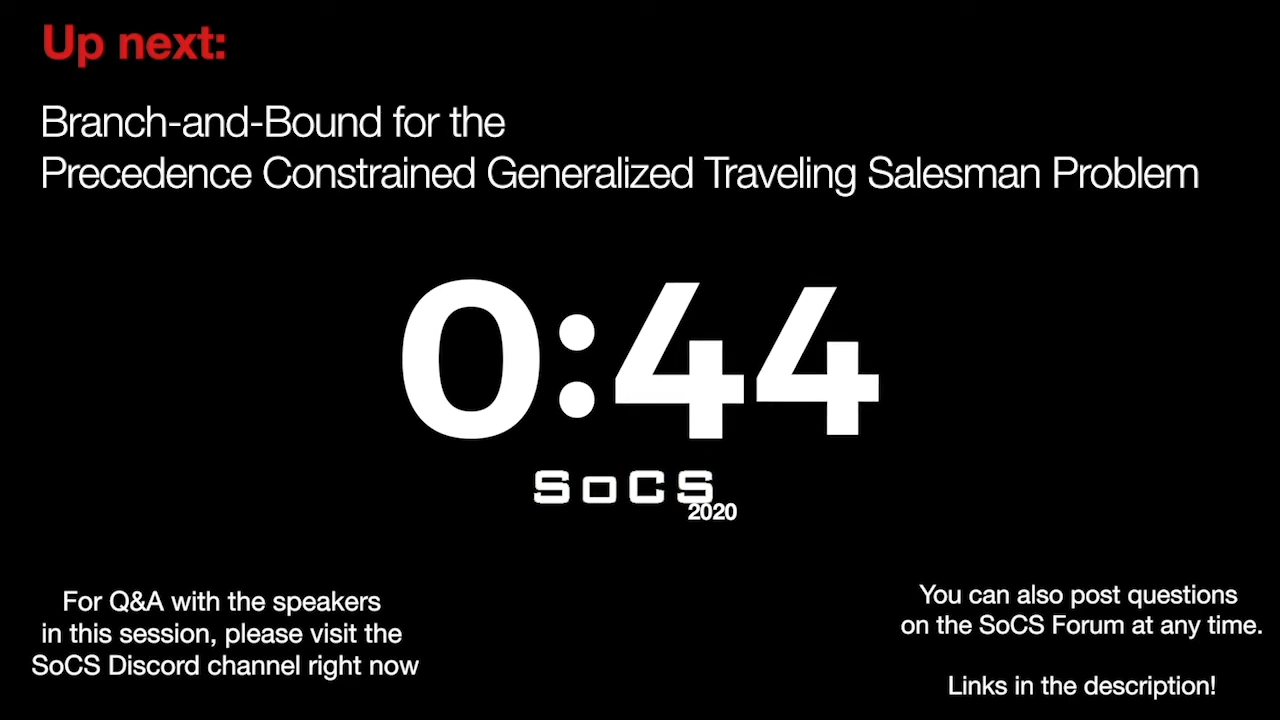 Up next:
Branch-and-Bound for the
Precedence Constrained Generalized Traveling Salesman Problem
0:44
SoCS
2020
For Q&A with the speakers
in this session, please visit the
SoCS Discord channel right now
You can also post questions
on the SoCS Forum at any time.
Links in the description!